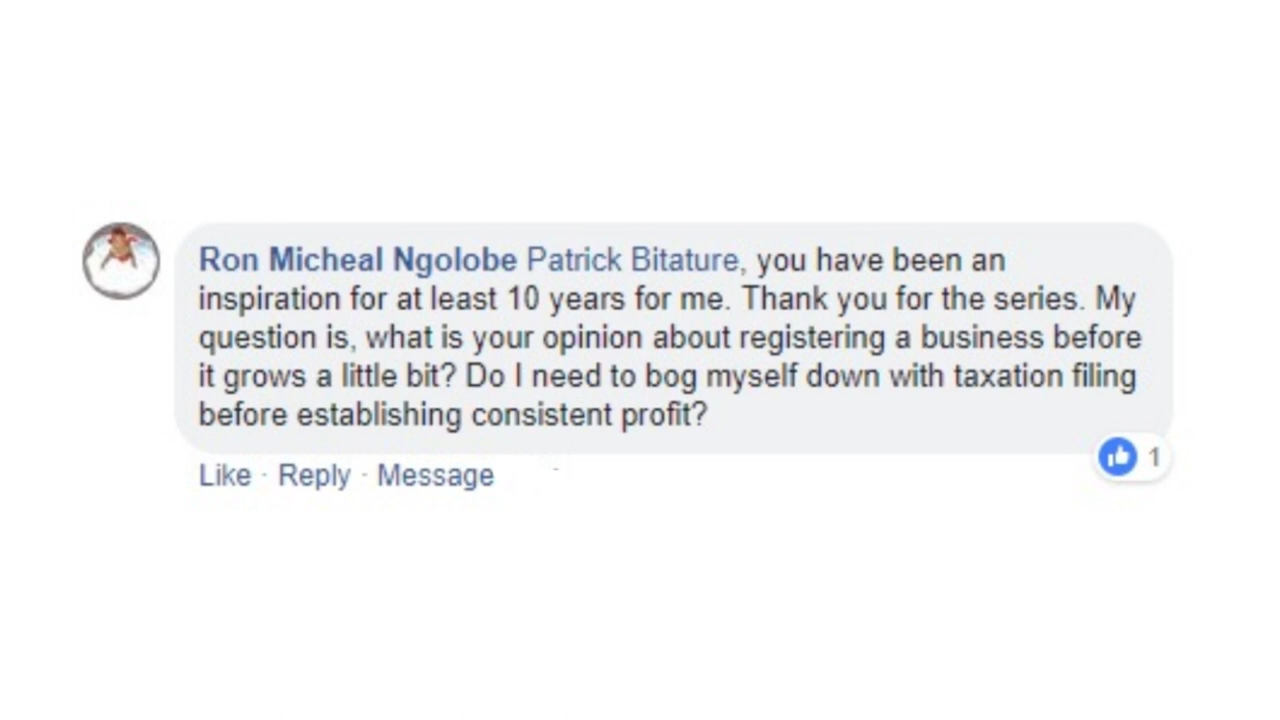 Ron Micheal Ngolobe Patrick Bitature, you have been an
inspiration for at least 10 years for me. Thank you for the series. My
question is, what is your opinion about registering a business before
it grows a little bit? Do I need to bog myself down with taxation filing
before establishing consistent profit?
Like · Reply · Message
1